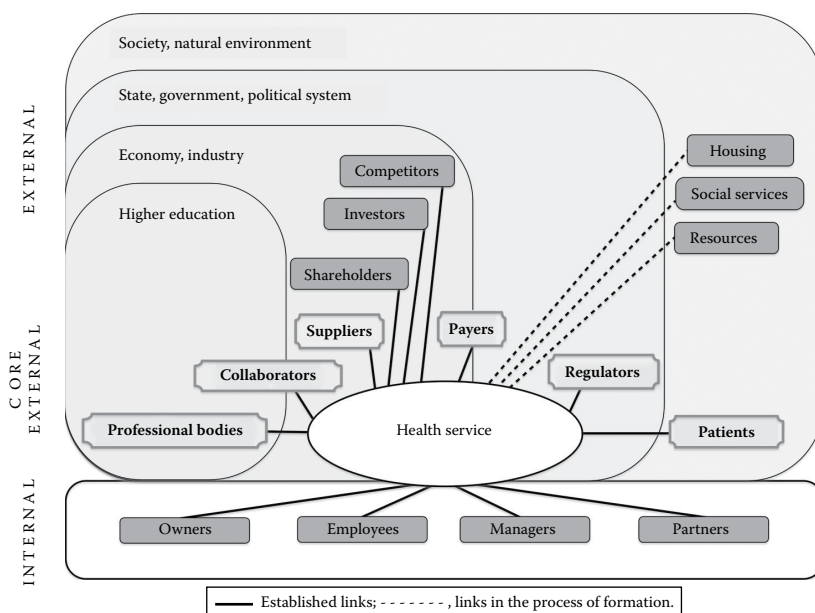 Society, natural environment
State, government, political system
Economy, industry
Higher education
Competitors
Investors
Shareholders
Housing
Social services
Resources
Suppliers
Payers
Collaborators
Regulators
Professional bodies
Health service
Patients
Owners
Employees
Managers
Partners
EXTERNAL
CORE
EXTERNAL
INTERNAL
Established links; - - - - - - - -, links in the process of formation.